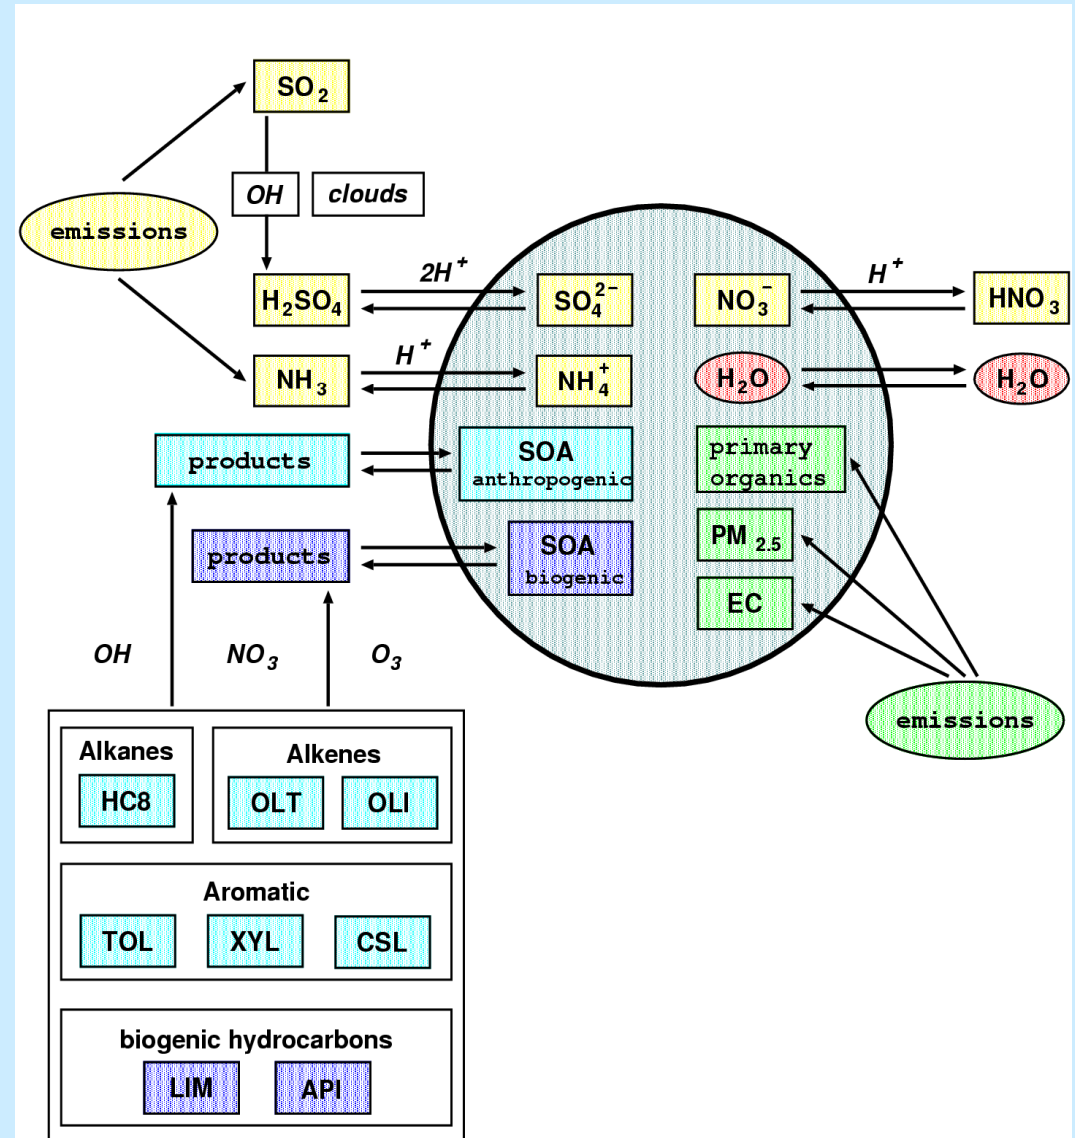 SO2
OH
clouds
emissions
2H+
H+
H2SO4
SO4 2−
NO3 −
HNO3
H+
NH3
NH4 +
H2O
H2O
products
SOA
anthropogenic
primary
organics
products
SOA
biogenic
PM 2.5
EC
OH
NO3
O3
emissions
Alkanes
HC8
Alkenes
OLT
OLI
Aromatic
TOL
XYL
CSL
biogenic hydrocarbons
LIM
API